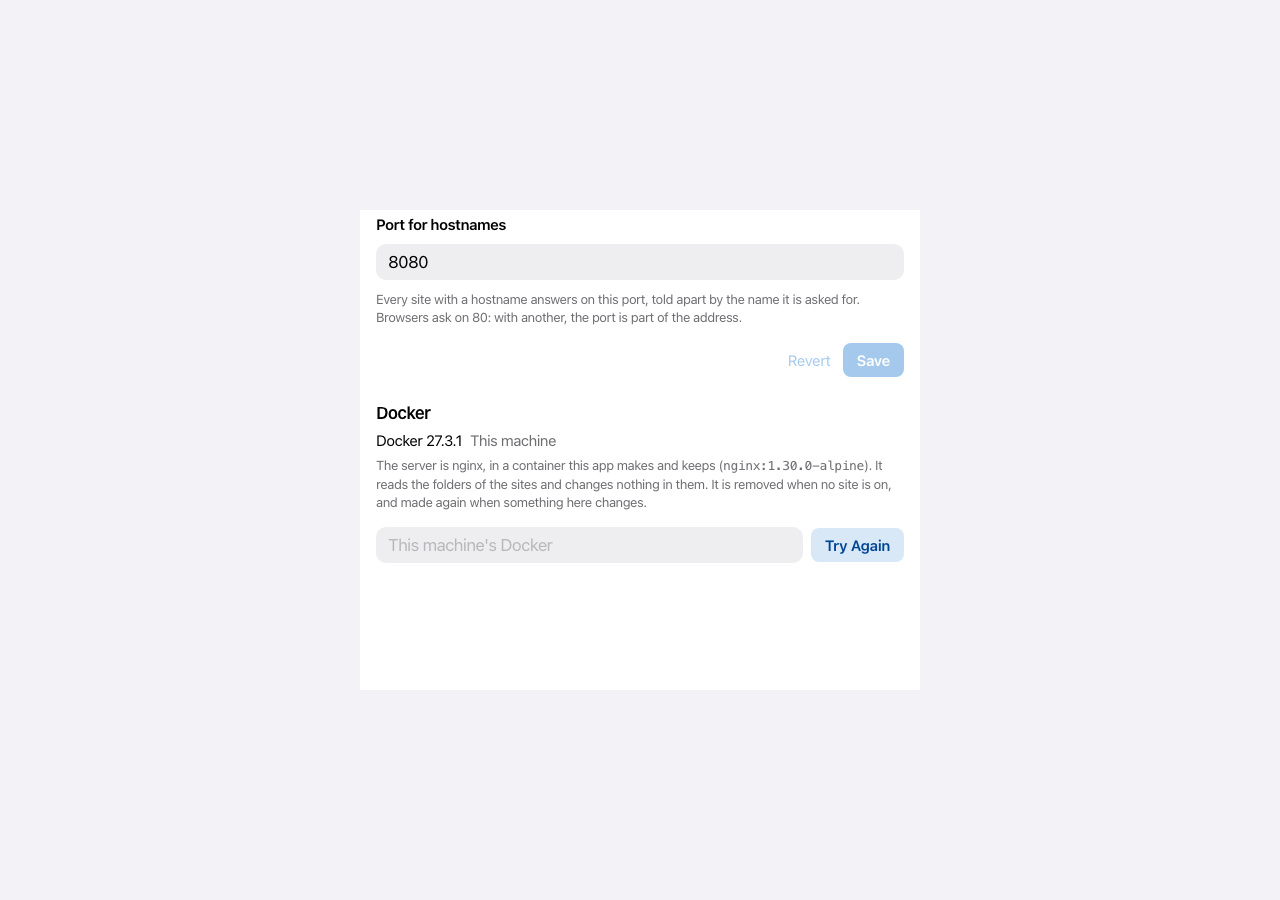 Port for hostnames
8080
Every site with a hostname answers on this port, told apart by the name it is asked for.
Browsers ask on 80: with another, the port is part of the address.
Revert Save
Docker
Docker 27.3.1 This machine
The server is nginx, in a container this app makes and keeps (nginx:1.30.0-alpine). It
reads the folders of the sites and changes nothing in them. It is removed when no site is on,
and made again when something here changes.
This machine's Docker Try Again